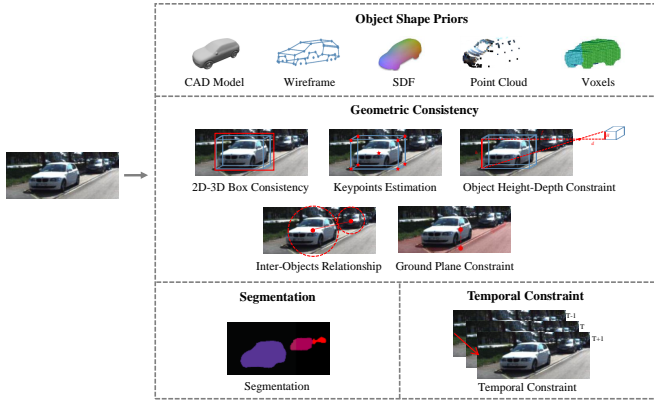 Object Shape Priors
CAD Model Wireframe SDF Point Cloud Voxels
Geometric Consistency
2D-3D Box Consistency Keypoints Estimation Object Height-Depth Constraint
d
Inter-Objects Relationship Ground Plane Constraint
Segmentation
Segmentation
Temporal Constraint
T-1
T
T+1
Temporal Constraint